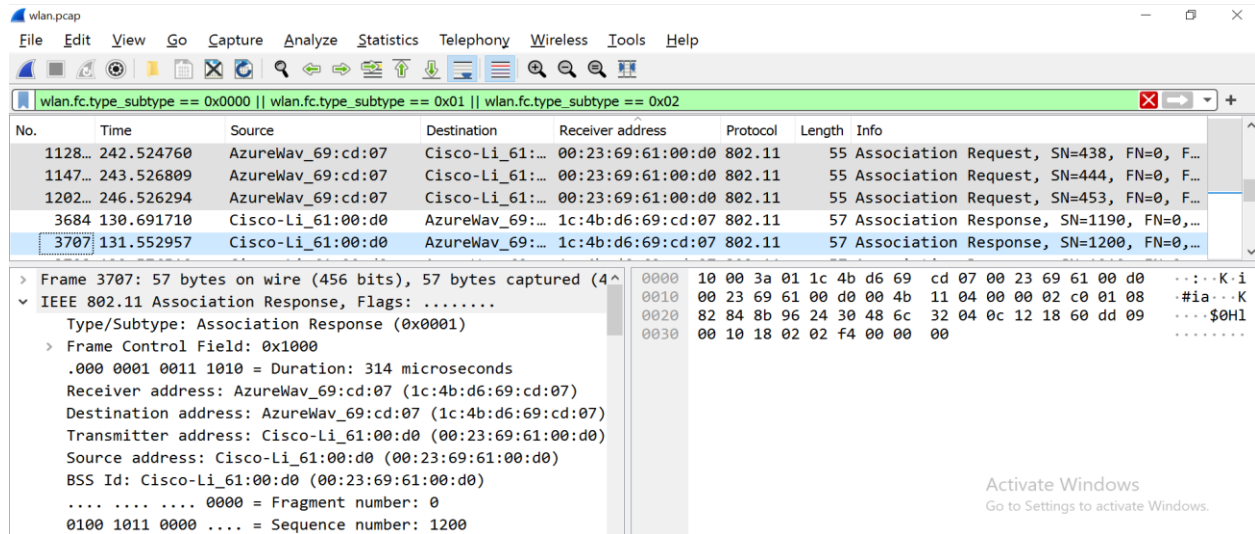 wlan.pcap
File Edit View Go Capture Analyze Statistics Telephony Wireless Tools Help
wlan.fc.type_subtype == 0x0000 || wlan.fc.type_subtype == 0x01 || wlan.fc.type_subtype == 0x02
No. Time Source Destination Receiver address Protocol Length Info
1128… 242.524760 AzureWav_69:cd:07 Cisco-Li_61:… 00:23:69:61:00:d0 802.11 55 Association Request, SN=438, FN=0, F…
1147… 243.526809 AzureWav_69:cd:07 Cisco-Li_61:… 00:23:69:61:00:d0 802.11 55 Association Request, SN=444, FN=0, F…
1202… 246.526294 AzureWav_69:cd:07 Cisco-Li_61:… 00:23:69:61:00:d0 802.11 55 Association Request, SN=453, FN=0, F…
3684 130.691710 Cisco-Li_61:00:d0 AzureWav_69:… 1c:4b:d6:69:cd:07 802.11 57 Association Response, SN=1190, FN=0,…
3707 131.552957 Cisco-Li_61:00:d0 AzureWav_69:… 1c:4b:d6:69:cd:07 802.11 57 Association Response, SN=1200, FN=0,…
Frame 3707: 57 bytes on wire (456 bits), 57 bytes captured (4
IEEE 802.11 Association Response, Flags: ........
Type/Subtype: Association Response (0x0001)
Frame Control Field: 0x1000
.000 0001 0011 1010 = Duration: 314 microseconds
Receiver address: AzureWav_69:cd:07 (1c:4b:d6:69:cd:07)
Destination address: AzureWav_69:cd:07 (1c:4b:d6:69:cd:07)
Transmitter address: Cisco-Li_61:00:d0 (00:23:69:61:00:d0)
Source address: Cisco-Li_61:00:d0 (00:23:69:61:00:d0)
BSS Id: Cisco-Li_61:00:d0 (00:23:69:61:00:d0)
.... .... .... 0000 = Fragment number: 0
0100 1011 0000 .... = Sequence number: 1200
0000 10 00 3a 01 1c 4b d6 69 cd 07 00 23 69 61 00 d0 ··:··K·i
0010 00 23 69 61 00 d0 00 4b 11 04 00 00 02 c0 01 08 ·#ia···K
0020 82 84 8b 96 24 30 48 6c 32 04 0c 12 18 60 dd 09 ····$0Hl
0030 00 10 18 02 02 f4 00 00 00 ········
Activate Windows
Go to Settings to activate Windows.